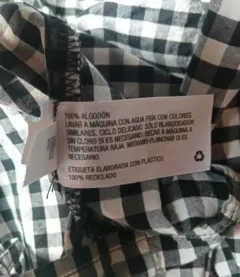 100% ALGODÓN
LAVAR A MÁQUINA CON AGUA FRÍA CON COLORES
SIMILARES. CICLO DELICADO. SÓLO BLANQUEADOR
SIN CLORO SI ES NECESARIO. SECAR A MÁQUINA A
TEMPERATURA BAJA. MEDIANO-PLANCHAR SI ES
NECESARIO
ETIQUETA ELABORADA CON PLÁSTICO
100% RECICLADO